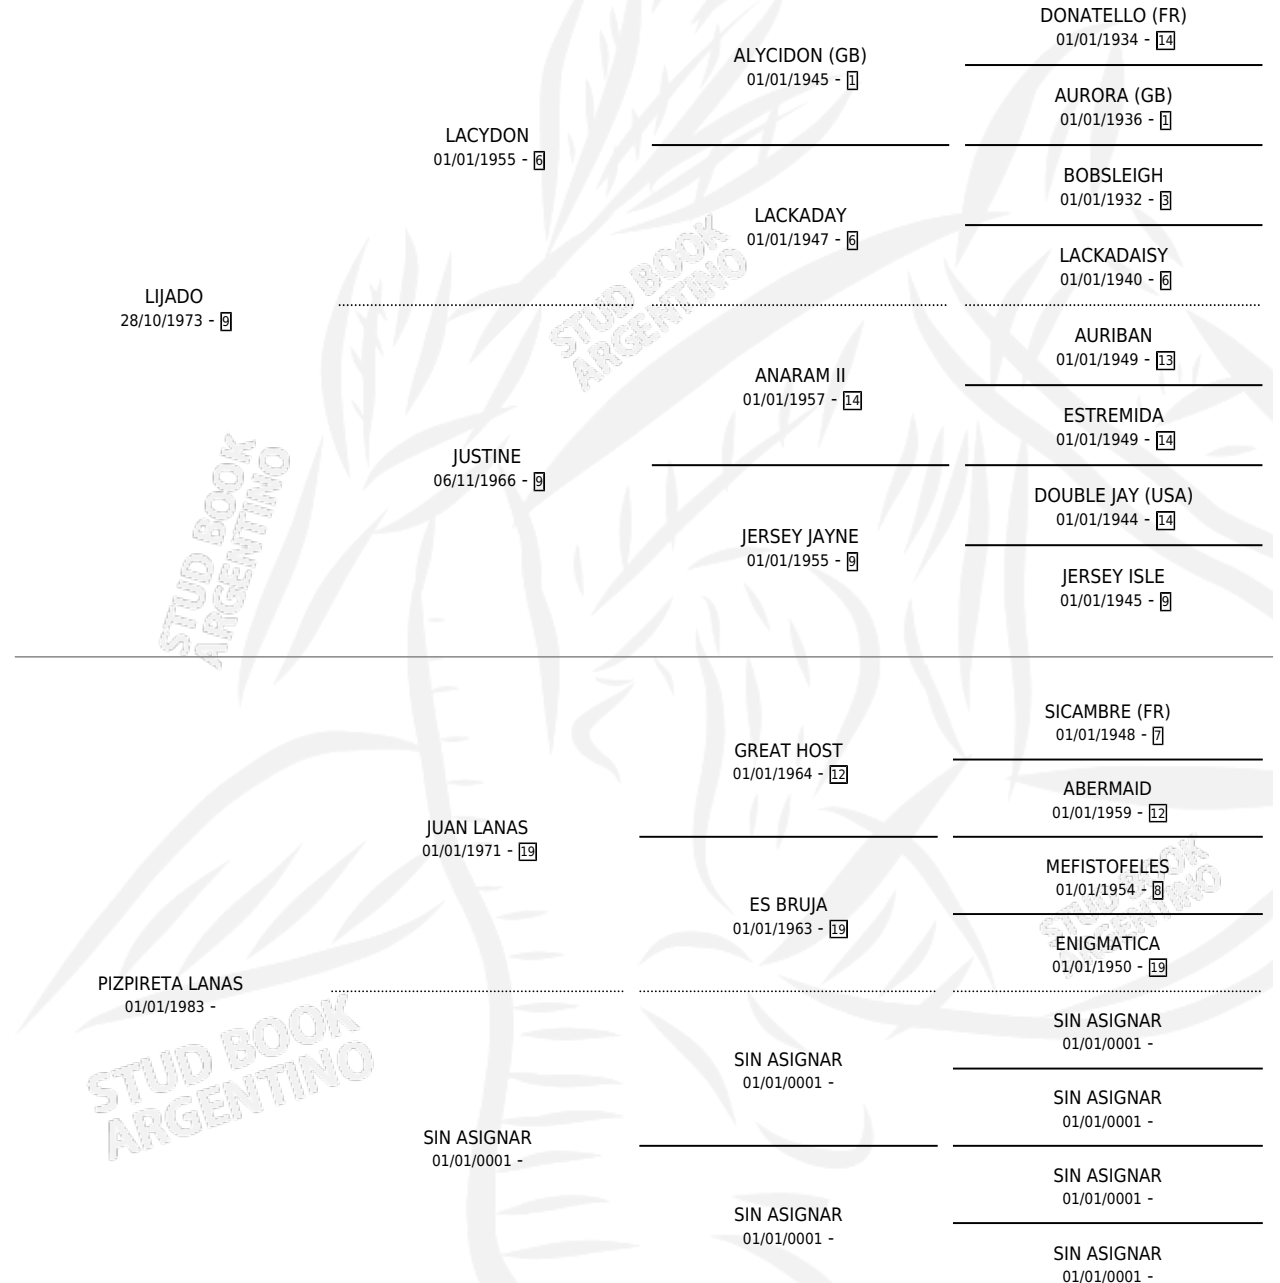 DONATELLO (FR)
01/01/1934 - 14
ALYCIDON (GB)
01/01/1945 - 1
AURORA (GB)
01/01/1936 - 1
LACYDON
01/01/1955 - 6
BOBSLEIGH
01/01/1932 - 3
LACKADAY
01/01/1947 - 6
LACKADAISY
01/01/1940 - 6
LIJADO
28/10/1973 - 9
AURIBAN
01/01/1949 - 13
ANARAM II
01/01/1957 - 14
ESTREMIDA
01/01/1949 - 14
JUSTINE
06/11/1966 - 9
DOUBLE JAY (USA)
01/01/1944 - 14
JERSEY JAYNE
01/01/1955 - 9
JERSEY ISLE
01/01/1945 - 9
STUD BOOK
ARGENTINO
STUD BOOK
ARGENTINO
SICAMBRE (FR)
01/01/1948 - 7
GREAT HOST
01/01/1964 - 12
ABERMAID
01/01/1959 - 12
JUAN LANAS
01/01/1971 - 19
MEFISTOFELES
01/01/1954 - 8
ES BRUJA
01/01/1963 - 19
ENIGMATICA
01/01/1950 - 19
STUD BOOK
ARGENTINO
PIZPIRETA LANAS
01/01/1983 -
SIN ASIGNAR
01/01/0001 -
SIN ASIGNAR
01/01/0001 -
SIN ASIGNAR
01/01/0001 -
SIN ASIGNAR
01/01/0001 -
SIN ASIGNAR
01/01/0001 -
SIN ASIGNAR
01/01/0001 -
SIN ASIGNAR
01/01/0001 -
STUD BOOK
ARGENTINO